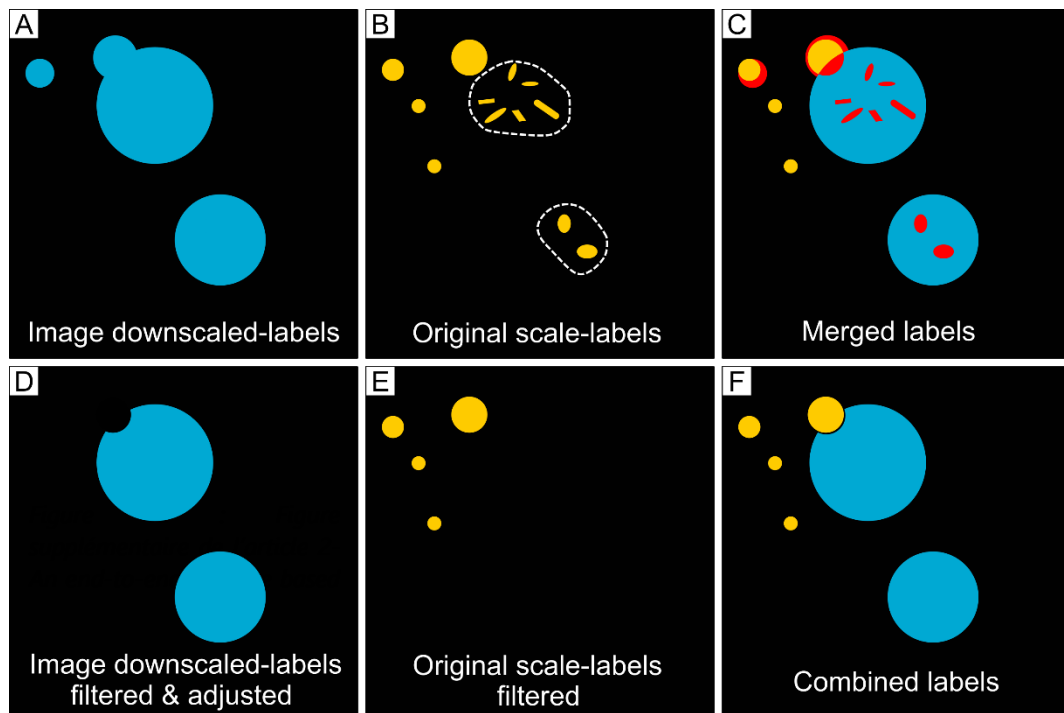 A
Image downscaled-labels
B
Original scale-labels
C
Merged labels
D
Image downscaled-labels
filtered & adjusted
E
Original scale-labels
filtered
F
Combined labels